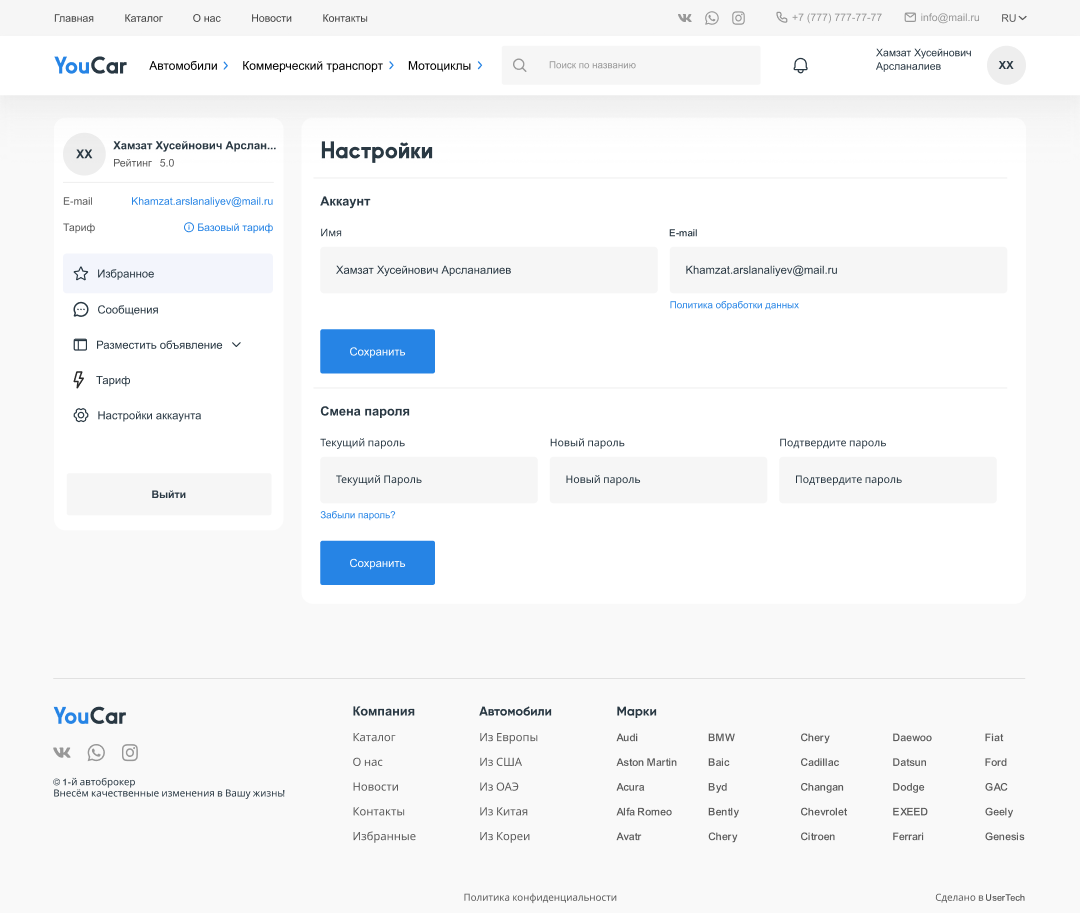 Главная Каталог О нас Новости Контакты +7 (777) 777-77-77 info@mail.ru RU
YouCar Автомобили Коммерческий транспорт Мотоциклы Поиск по названию Хамзат Хусейнович
Арсланалиев
XX
XX
Хамзат Хусейнович Арслан...
Рейтинг 5.0
E-mail Khamzat.arslanaliyev@mail.ru
Тариф Базовый тариф
Избранное
Сообщения
Разместить объявление
Тариф
Настройки аккаунта
Выйти
Настройки
Аккаунт
Имя E-mail
Хамзат Хусейнович Арсланалиев Khamzat.arslanaliyev@mail.ru
Политика обработки данных
Сохранить
Смена пароля
Текущий пароль Новый пароль Подтвердите пароль
Текущий Пароль Новый пароль Подтвердите пароль
Забыли пароль?
Сохранить
YouCar
© 1-й автоброкер
Внесём качественные изменения в Вашу жизнь!
Компания
Каталог
О нас
Новости
Контакты
Избранные
Автомобили
Из Европы
Из США
Из ОАЭ
Из Китая
Из Кореи
Марки
Audi BMW Chery Daewoo Fiat
Aston Martin Baic Cadillac Datsun Ford
Acura Byd Changan Dodge GAC
Alfa Romeo Bently Chevrolet EXEED Geely
Avatr Chery Citroen Ferrari Genesis
Политика конфиденциальности Сделано в UserTech